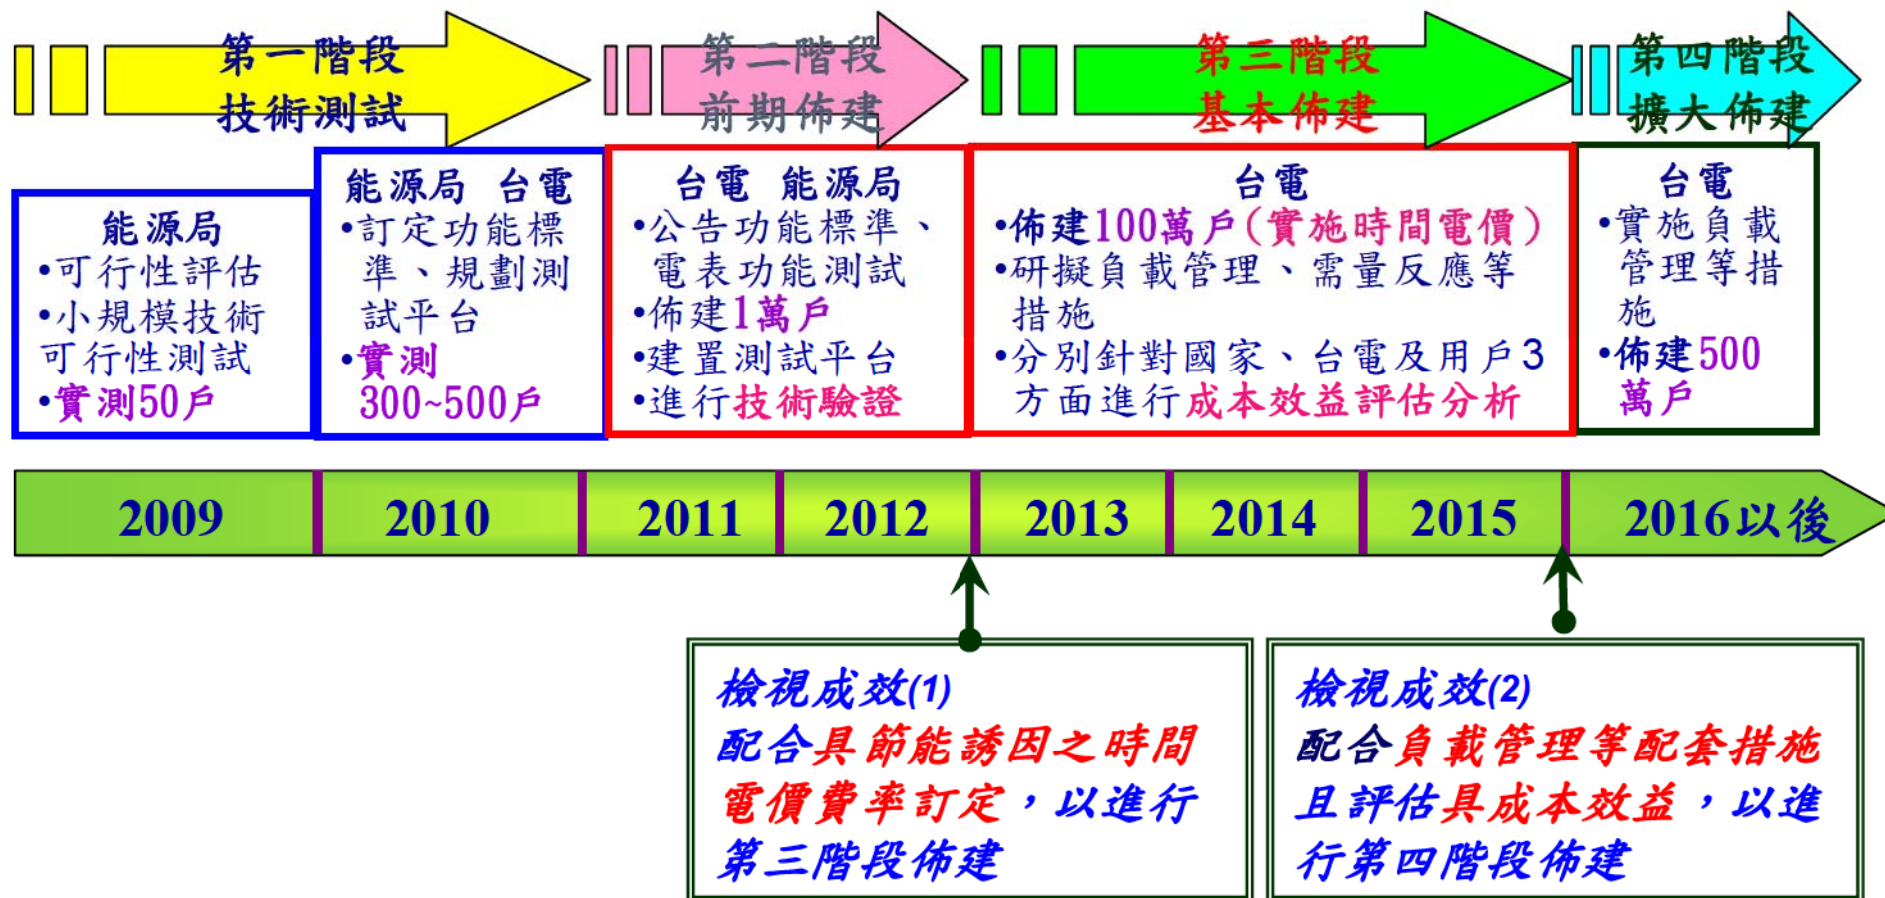 第一階段
技術測試
第二階段
前期佈建
第三階段
基本佈建
第四階段
擴大佈建
能源局
•可行性評估
•小規模技術
可行性測試
•實測50戶
能源局 台電
•訂定功能標
準、規劃測
試平台
•實測
300~500戶
台電 能源局
•公告功能標準、
電表功能測試
•佈建1萬戶
•建置測試平台
•進行技術驗證
台電
•佈建100萬戶(實施時間電價)
•研擬負載管理、需量反應等
措施
•分別針對國家、台電及用戶3
方面進行成本效益評估分析
台電
•實施負載
管理等措
施
•佈建500
萬戶
2009
2010
2011
2012
2013
2014
2015
2016以後
檢視成效(1)
配合具節能誘因之時間
電價費率訂定，以進行
第三階段佈建
檢視成效(2)
配合負載管理等配套措施
且評估具成本效益，以進
行第四階段佈建